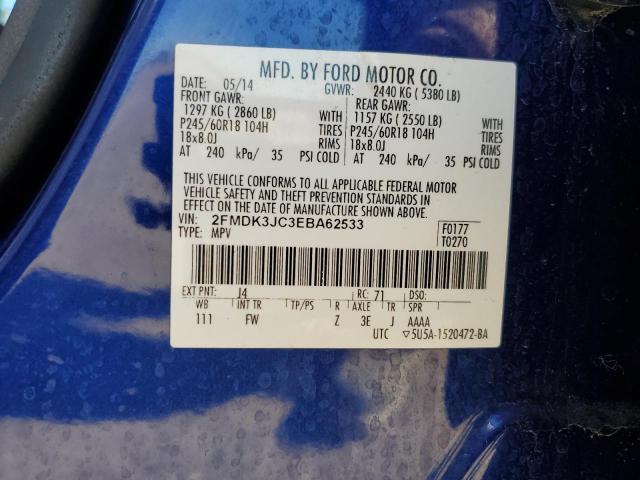 MFD. BY FORD MOTOR CO.
DATE: 05/14 GVWR: 2440 KG ( 5380 LB)
FRONT GAWR: REAR GAWR:
1297 KG ( 2860 LB) WITH 1157 KG ( 2550 LB) WITH
P245/60R18 104H TIRES P245/60R18 104H TIRES
18x8.0J RIMS 18x8.0J RIMS
AT 240 kPa/ 35 PSI COLD AT 240 kPa/ 35 PSI COLD
THIS VEHICLE CONFORMS TO ALL APPLICABLE FEDERAL MOTOR
VEHICLE SAFETY AND THEFT PREVENTION STANDARDS IN
EFFECT ON THE DATE OF MANUFACTURE SHOWN ABOVE.
VIN: 2FMDK3JC3EBA62533 F0177
TYPE: MPV T0270
EXT PNT: J4 RC: 71 DSO:
WB INT TR TP/PS R AXLE TR SPR
111 FW Z 3E J AAAA
UTC ▽5U5A-1520472-BA